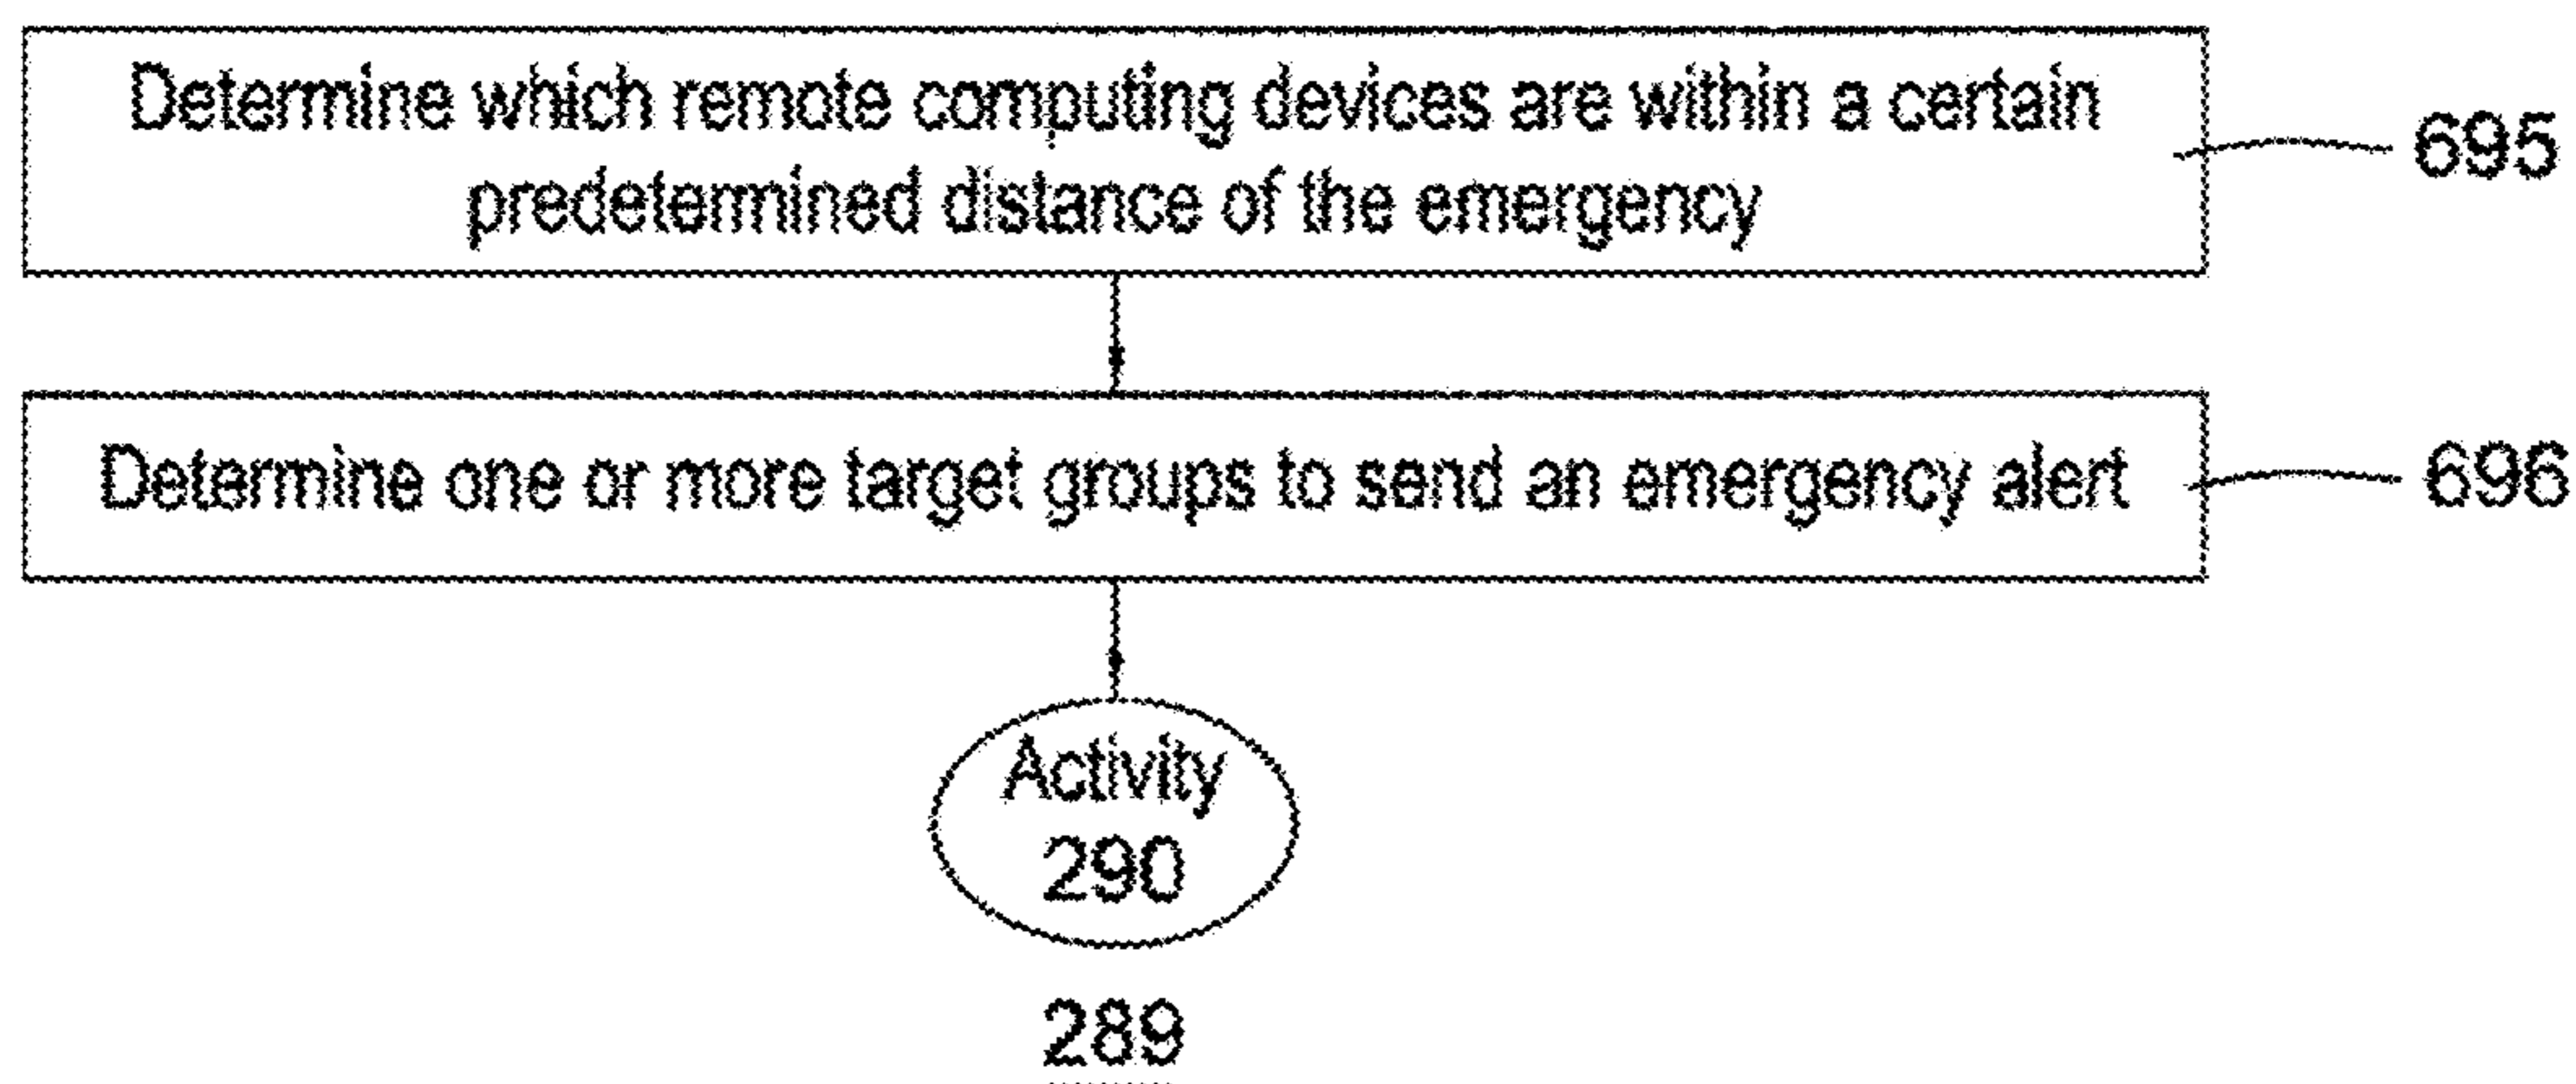 Determine which remote computing devices are within a certain
predetermined distance of the emergency
695
Determine one or more target groups to send an emergency alert
696
Activity
290
289